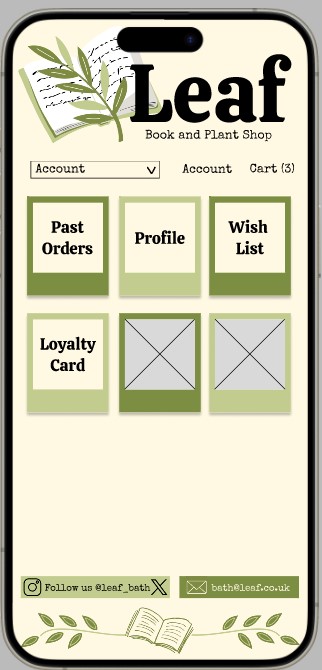 Leaf
Book and Plant Shop
Account Account Cart (3)
Past
Orders
Profile
Wish
List
Loyalty
Card
Follow us @leaf_bath bath@leaf.co.uk